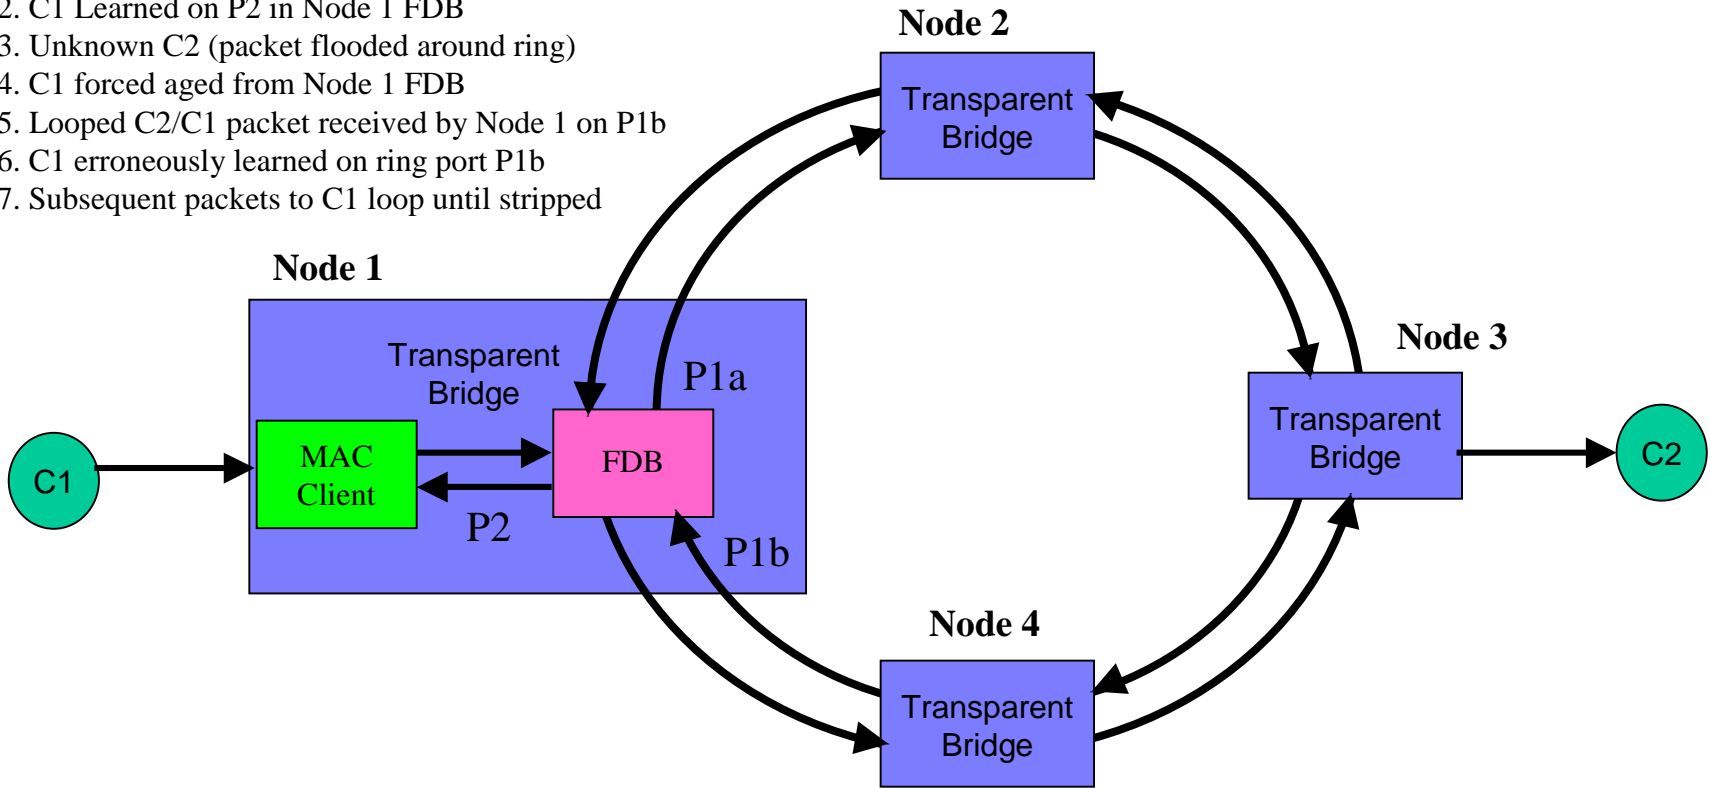 2. C1 Learned on P2 in Node 1 FDB
3. Unknown C2 (packet flooded around ring)
4. C1 forced aged from Node 1 FDB
5. Looped C2/C1 packet received by Node 1 on P1b
6. C1 erroneously learned on ring port P1b
7. Subsequent packets to C1 loop until stripped
Node 2
Transparent
Bridge
Node 1
Transparent
Bridge
P1a
MAC
Client
FDB
P2
P1b
C1
Node 3
Transparent
Bridge
C2
Node 4
Transparent
Bridge